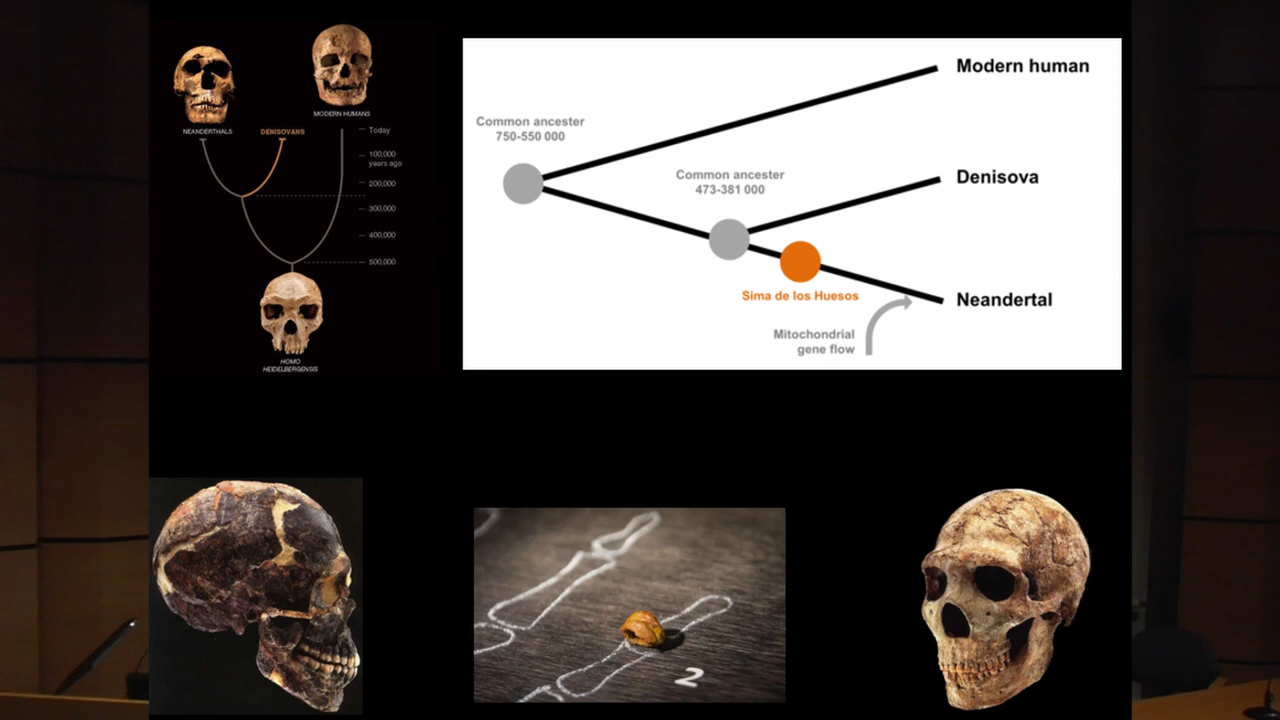 NEANDERTHALS
DENISOVANS
MODERN HUMANS
Today
100,000
years ago
200,000
300,000
400,000
500,000
HOMO
HEIDELBERGENSIS
Common ancester
750-550 000
Common ancester
473-381 000
Modern human
Denisova
Sima de los Huesos
Neandertal
Mitochondrial
gene flow
2